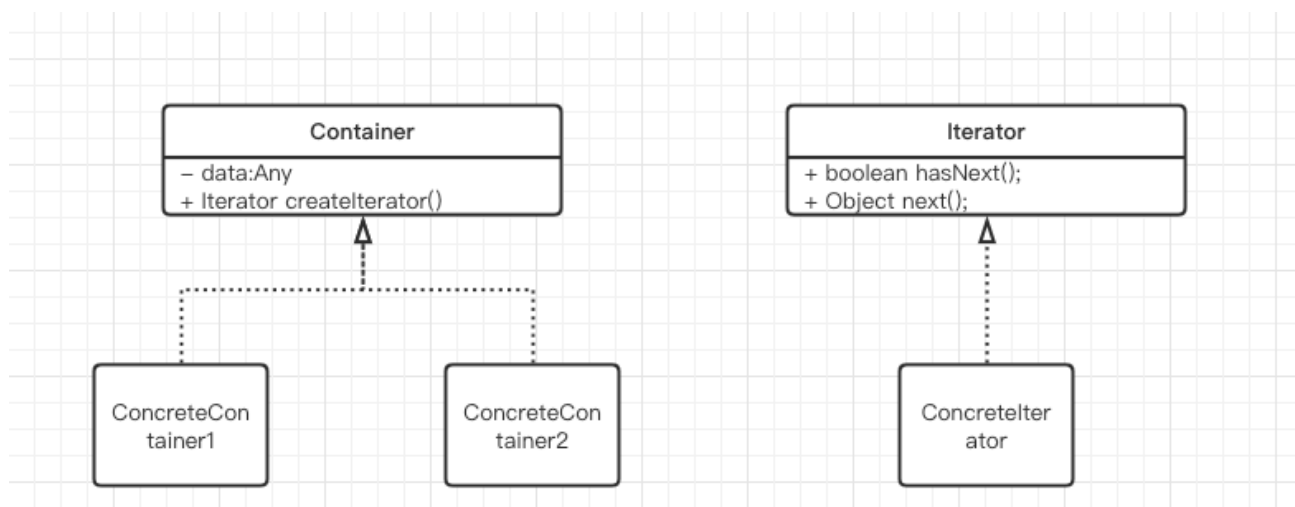 Container
– data:Any
+ Iterator createIterator()
Iterator
+ boolean hasNext();
+ Object next();
ConcreteCon
tainer1
ConcreteCon
tainer2
ConcreteIter
ator